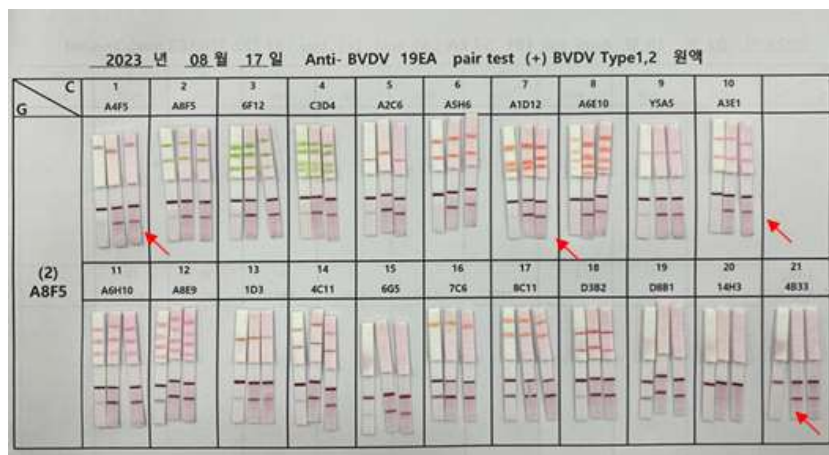 2023 년 08 월 17 일 Anti- BVDV 19EA pair test (+) BVDV Type1,2 원액
C
G
1 2 3 4 5 6 7 8 9 10
A4F5 A8F5 6F12 C3D4 A2C6 A5H6 A1D12 A6E10 Y5A5 A3E1
(2)
A8F5
11 12 13 14 15 16 17 18 19 20 21
A6H10 A8E9 1D3 4C11 6G5 7C6 8C11 D3B2 D8B1 14H3 4B33